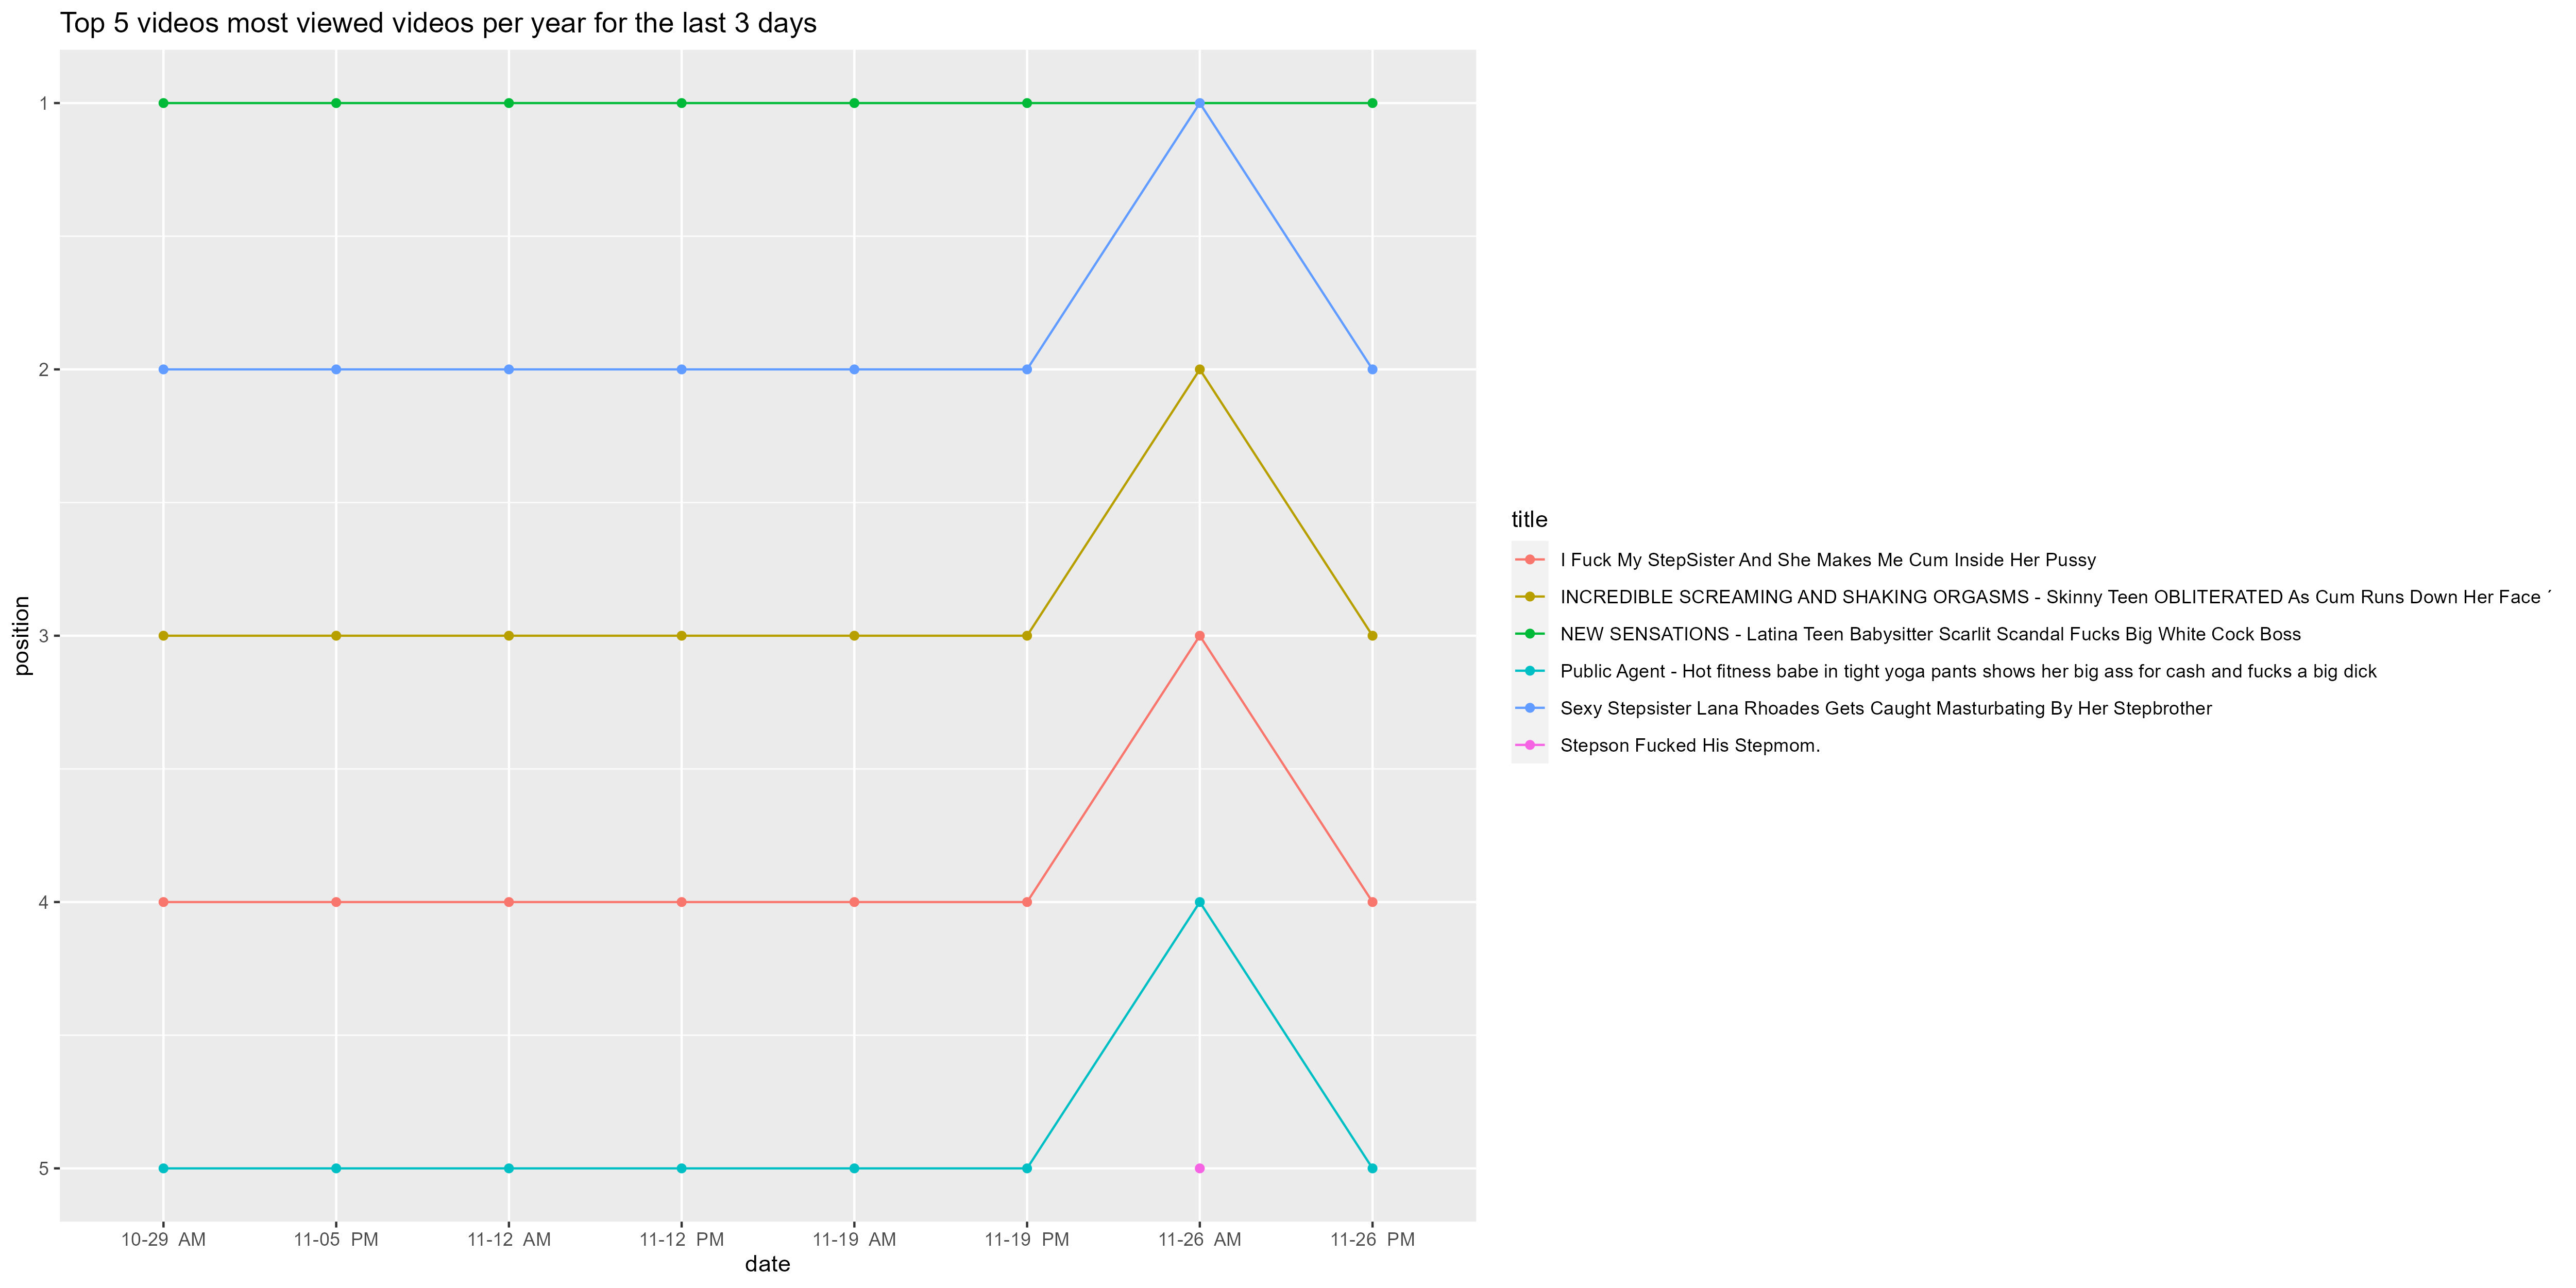 Top 5 videos most viewed videos per year for the last 3 days
position
1
2
3
4
5
10-29 AM
11-05 PM
11-12 AM
11-12 PM
11-19 AM
11-19 PM
11-26 AM
11-26 PM
date
title
I Fuck My StepSister And She Makes Me Cum Inside Her Pussy
INCREDIBLE SCREAMING AND SHAKING ORGASMS - Skinny Teen OBLITERATED As Cum Runs Down Her Face
NEW SENSATIONS - Latina Teen Babysitter Scarlit Scandal Fucks Big White Cock Boss
Public Agent - Hot fitness babe in tight yoga pants shows her big ass for cash and fucks a big dick
Sexy Stepsister Lana Rhoades Gets Caught Masturbating By Her Stepbrother
Stepson Fucked His Stepmom.